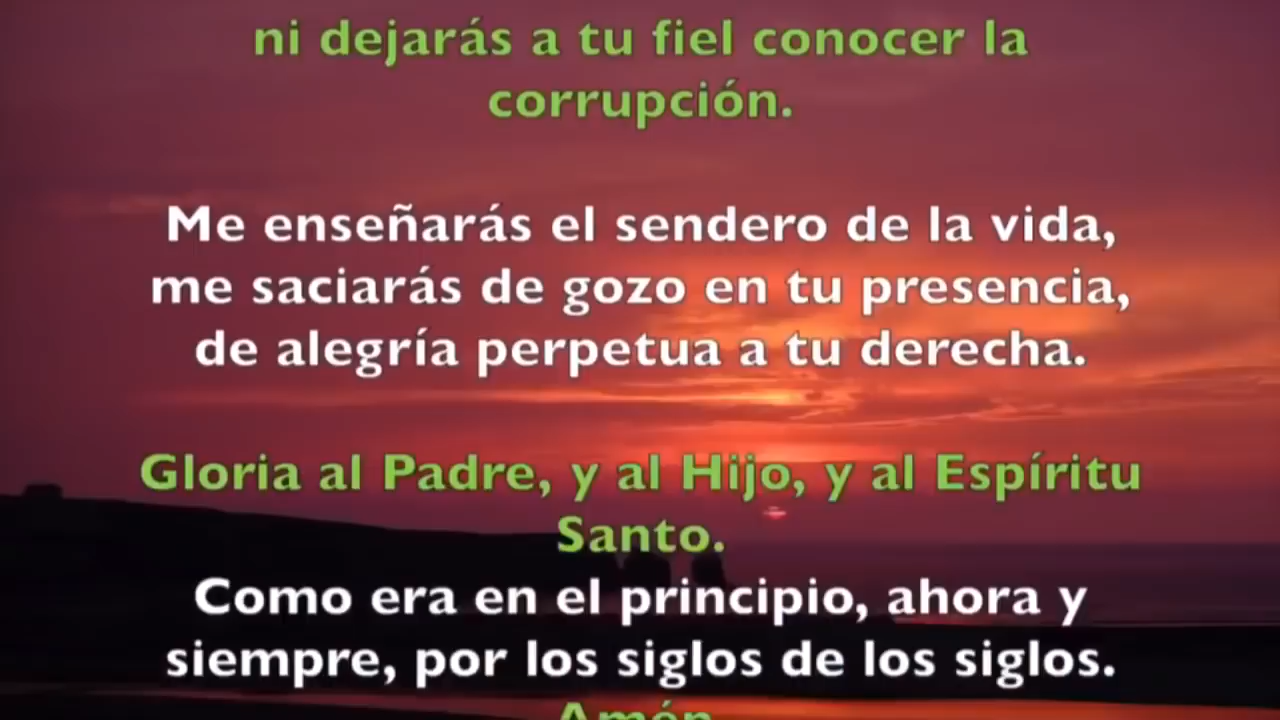 ni dejarás a tu fiel conocer la
corrupción.
Me enseñarás el sendero de la vida,
me saciarás de gozo en tu presencia,
de alegría perpetua a tu derecha.
Gloria al Padre, y al Hijo, y al Espíritu
Santo.
Como era en el principio, ahora y
siempre, por los siglos de los siglos.
Amén